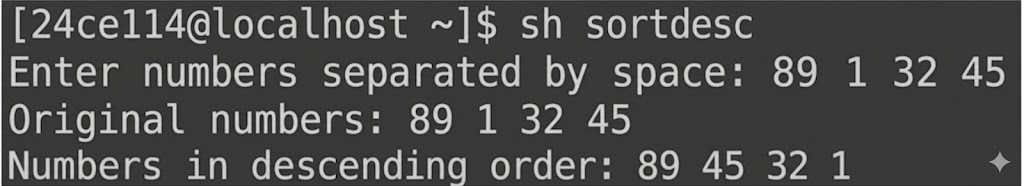 [24ce114@localhost ~]$ sh sortdesc
Enter numbers separated by space: 89 1 32 45
Original numbers: 89 1 32 45
Numbers in descending order: 89 45 32 1